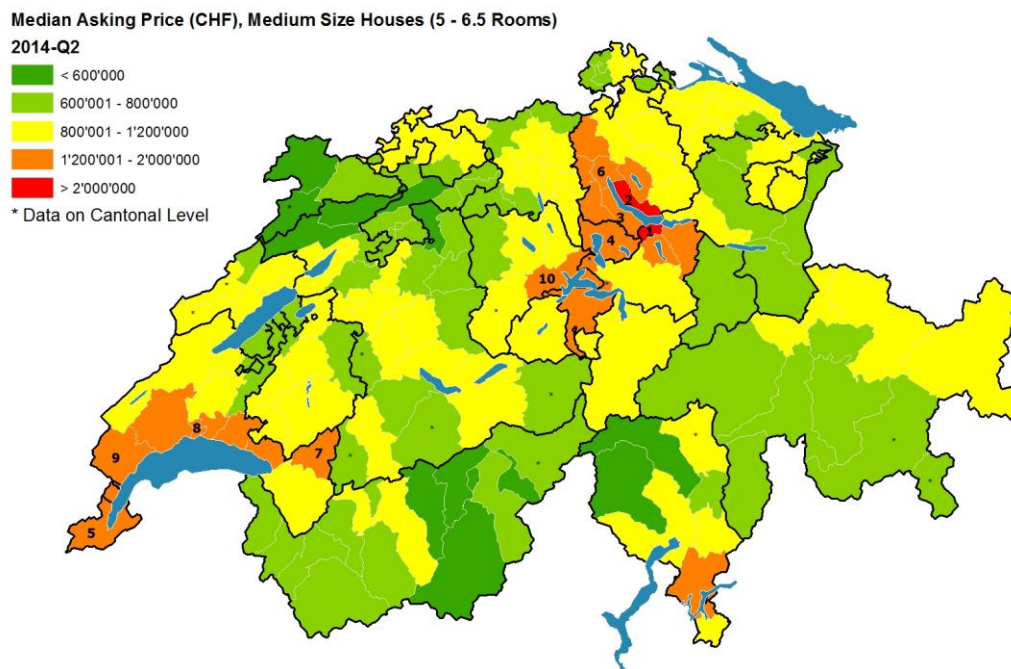 Median Asking Price (CHF), Medium Size Houses (5 - 6.5 Rooms)
2014-Q2
< 600'000
600'001 - 800'000
800'001 - 1'200'000
1'200'001 - 2'000'000
> 2'000'000
* Data on Cantonal Level
6
2
3
1
4
10
8
9
7
5